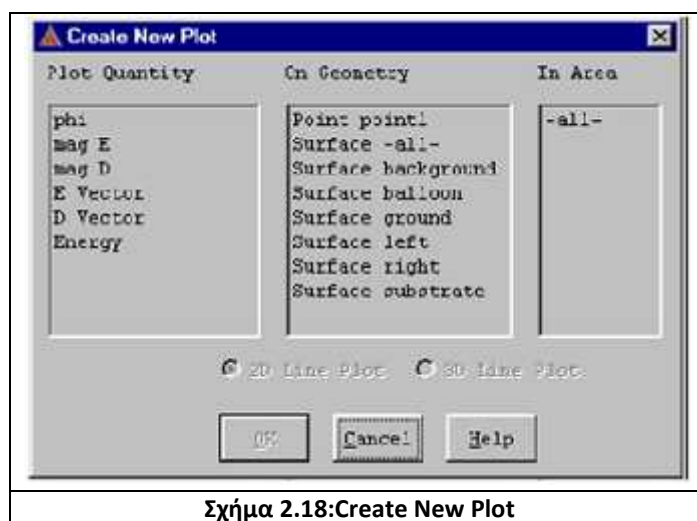 Create New Plot
Plot Quantity
On Geometry
In Area
phi
mag E
mag D
E Vector
D Vector
Energy
Point point1
Surface -all-
Surface background
Surface balloon
Surface ground
Surface left
Surface right
Surface substrate
-all-
2D Line Plot
3D Line Plot
OK
Cancel
Help
Σχήμα 2.18:Create New Plot